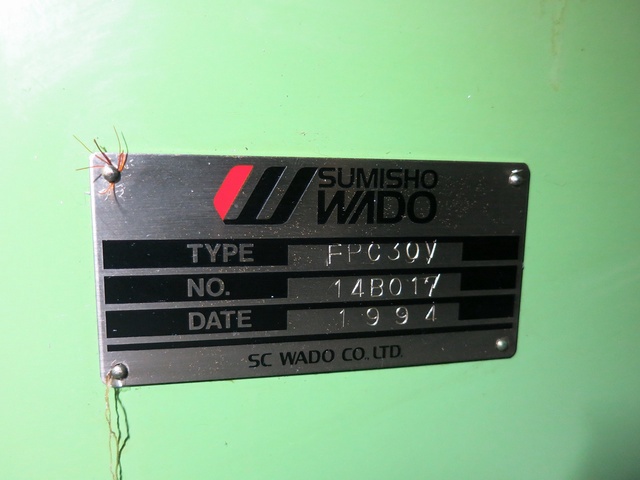 SUMISHO
WADO
TYPE FPC30V
NO. 14B017
DATE 1994
SC WADO CO. LTD.